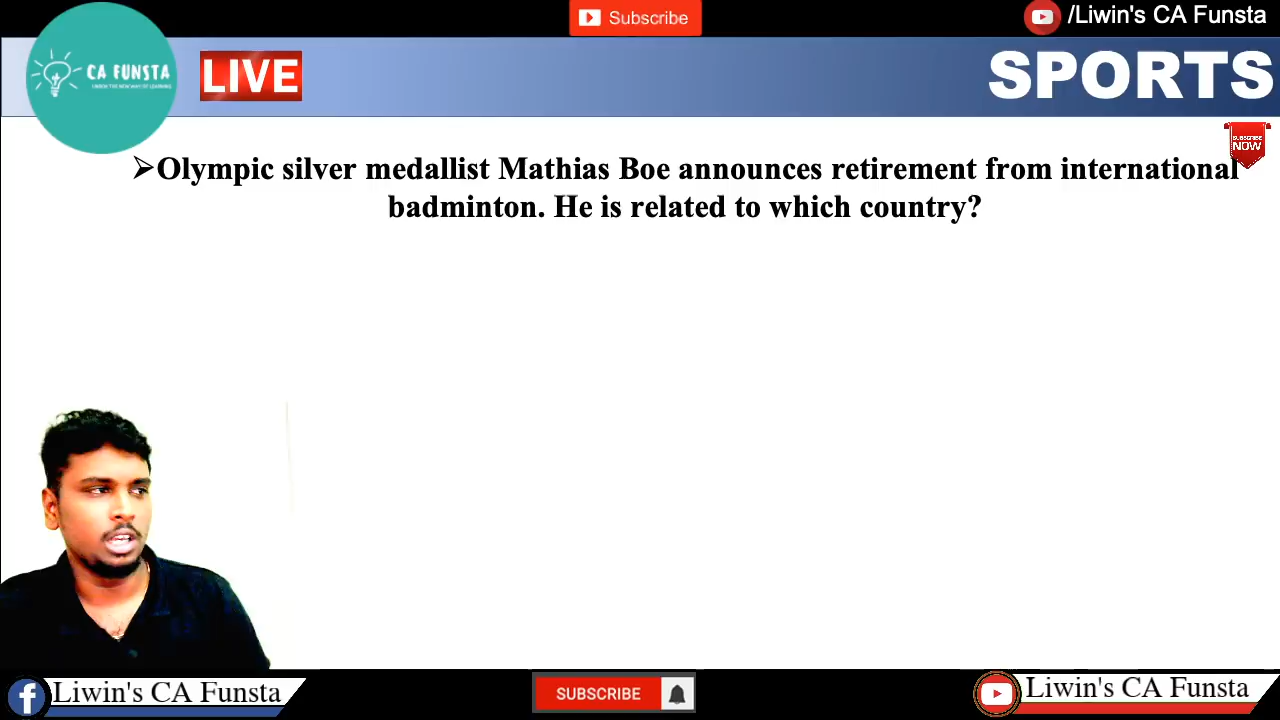 Subscribe
/Liwin's CA Funsta
CA FUNSTA
LIVE
SPORTS
SUBSCRIBE
NOW
➢Olympic silver medallist Mathias Boe announces retirement from international
badminton. He is related to which country?
Liwin's CA Funsta
SUBSCRIBE
Liwin's CA Funsta